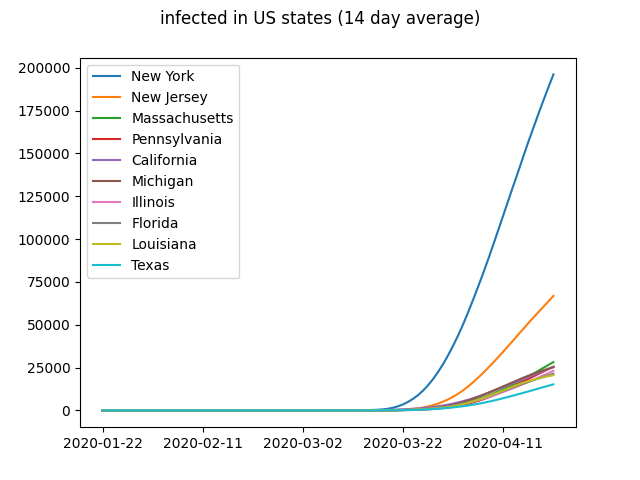 infected in US states (14 day average)
200000
175000
150000
125000
100000
75000
50000
25000
0
New York
New Jersey
Massachusetts
Pennsylvania
California
Michigan
Illinois
Florida
Louisiana
Texas
2020-01-22 2020-02-11 2020-03-02 2020-03-22 2020-04-11